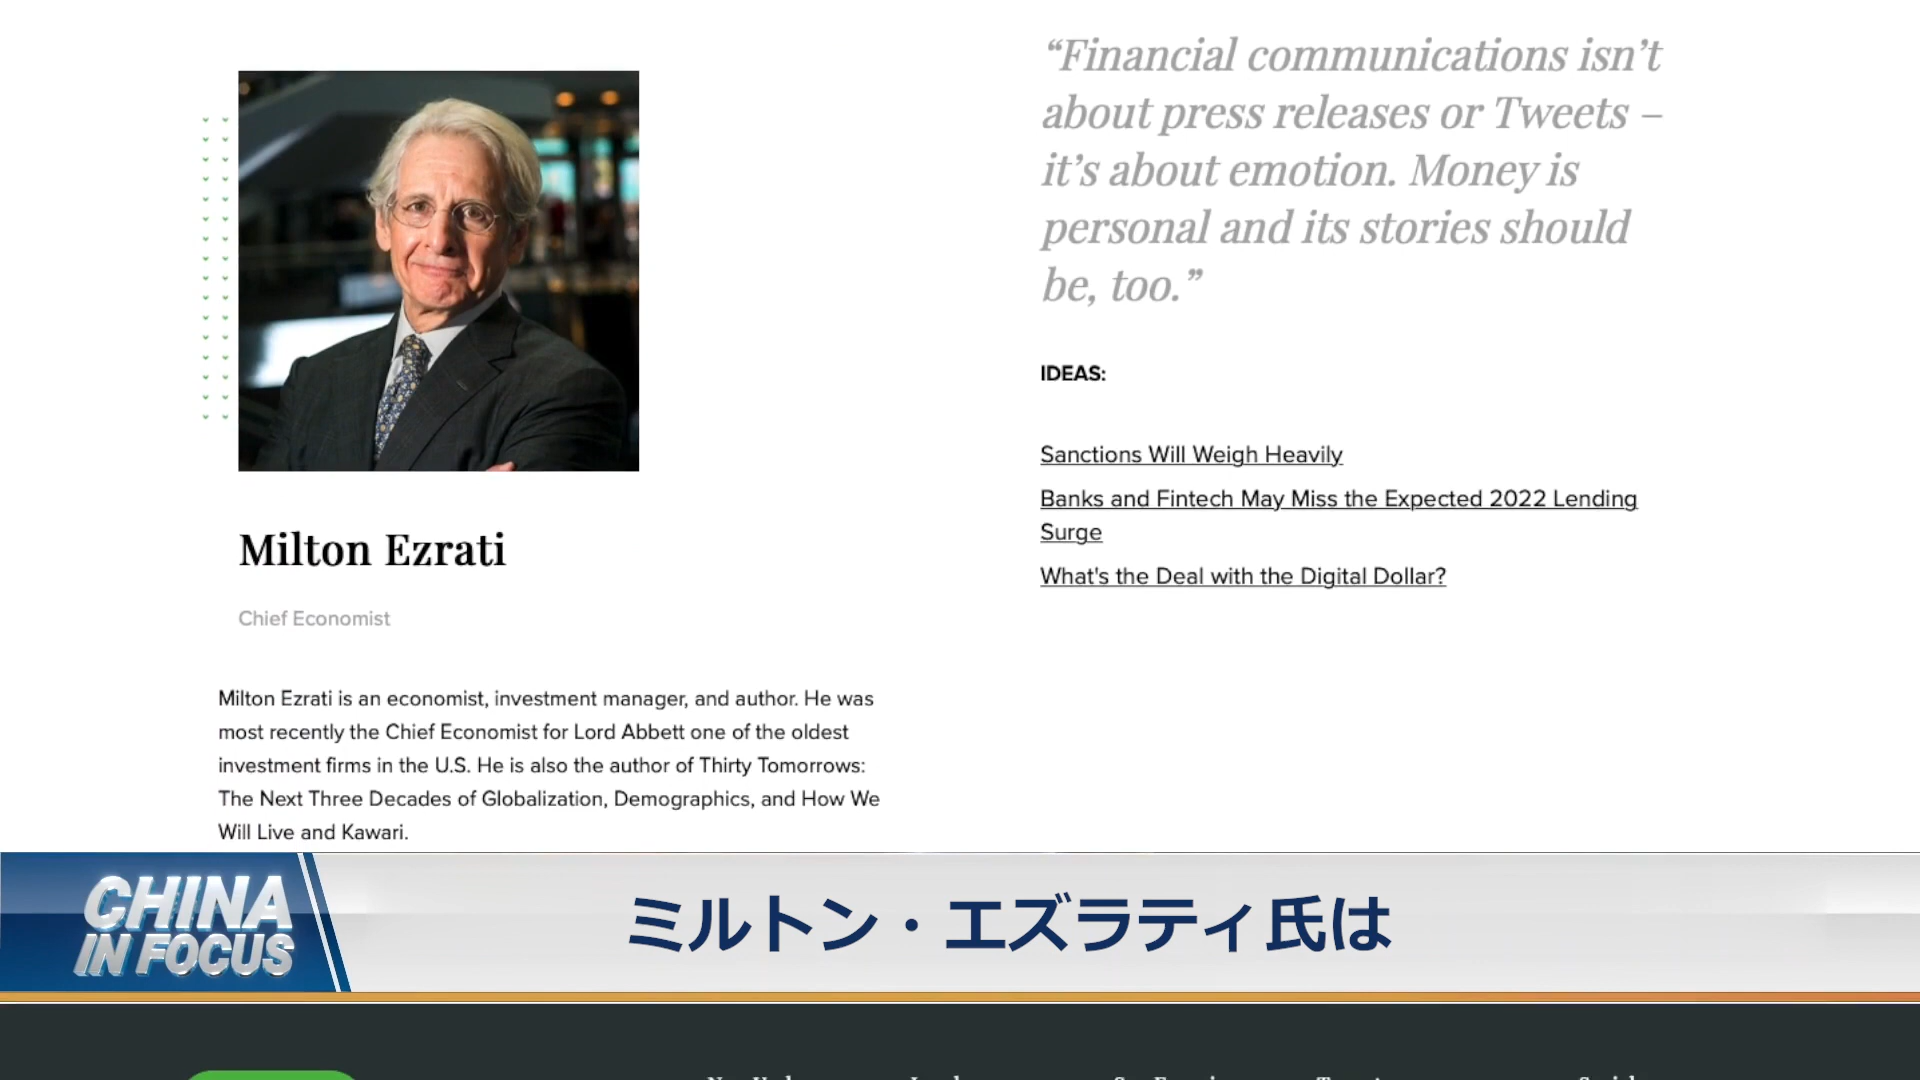 “Financial communications isn’t
about press releases or Tweets –
it’s about emotion. Money is
personal and its stories should
be, too.”
IDEAS:
Sanctions Will Weigh Heavily
Banks and Fintech May Miss the Expected 2022 Lending
Surge
What's the Deal with the Digital Dollar?
Milton Ezrati
Chief Economist
Milton Ezrati is an economist, investment manager, and author. He was
most recently the Chief Economist for Lord Abbett one of the oldest
investment firms in the U.S. He is also the author of Thirty Tomorrows:
The Next Three Decades of Globalization, Demographics, and How We
Will Live and Kawari.
CHINA
IN FOCUS
ミルトン・エズラティ氏は